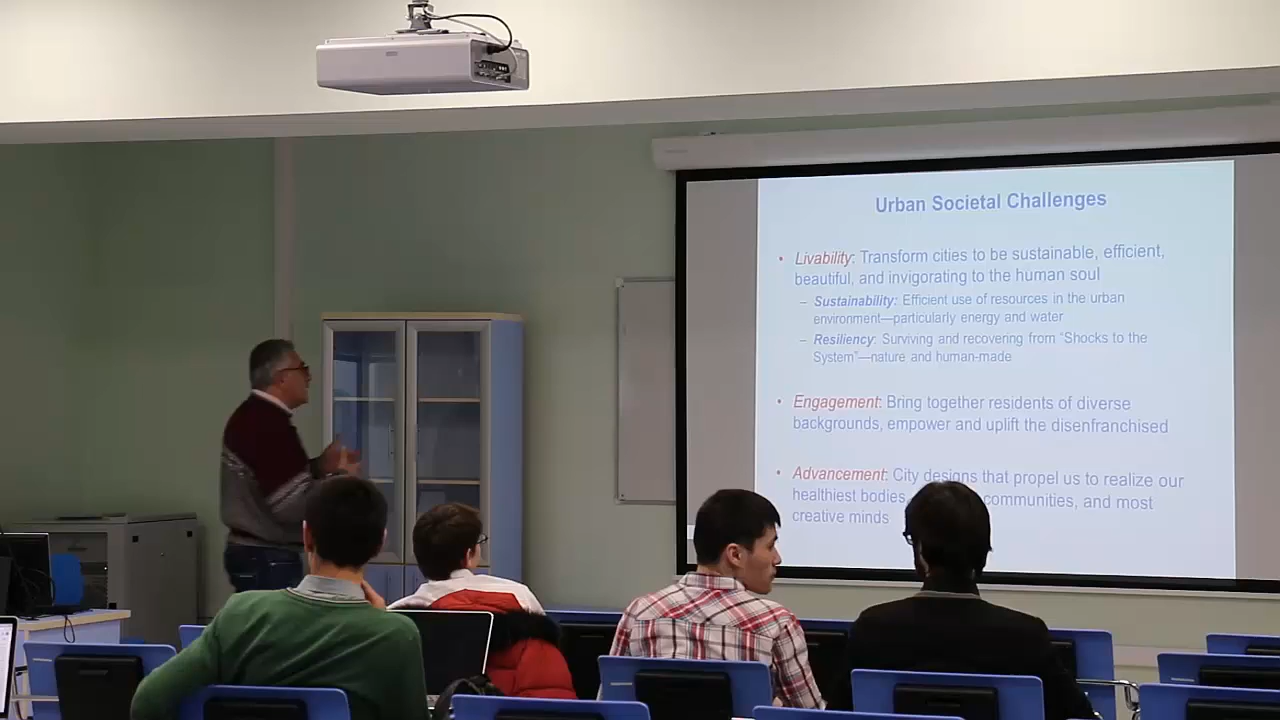 Urban Societal Challenges
• Livability: Transform cities to be sustainable, efficient,
beautiful, and invigorating to the human soul
– Sustainability: Efficient use of resources in the urban
environment—particularly energy and water
– Resiliency: Surviving and recovering from “Shocks to the
System”—nature and human-made
• Engagement: Bring together residents of diverse
backgrounds, empower and uplift the disenfranchised
• Advancement: City designs that propel us to realize our
healthiest bodies, communities, and most
creative minds